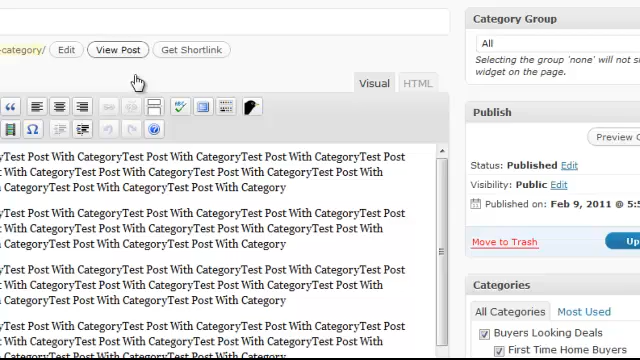 -category/ Edit View Post Get Shortlink
Visual HTML
yTest Post With CategoryTest Post With CategoryTest Post With CategoryTest Post
t With CategoryTest Post With CategoryTest Post With CategoryTest Post With
CategoryTest Post With CategoryTest Post With Category
yTest Post With CategoryTest Post With CategoryTest Post With CategoryTest Post
t With CategoryTest Post With CategoryTest Post With CategoryTest Post With
CategoryTest Post With CategoryTest Post With Category
yTest Post With CategoryTest Post With CategoryTest Post With CategoryTest Post
t With CategoryTest Post With CategoryTest Post With CategoryTest Post With
CategoryTest Post With CategoryTest Post With Category
yTest Post With CategoryTest Post With CategoryTest Post With CategoryTest Post
t With CategoryTest Post With CategoryTest Post With CategoryTest Post With
Category Group
All
Selecting the group 'none' will not s
widget on the page.
Publish
Preview C
Status: Published Edit
Visibility: Public Edit
Published on: Feb 9, 2011 @ 5:5
Move to Trash Up
Categories
All Categories Most Used
Buyers Looking Deals
First Time Home Buyers